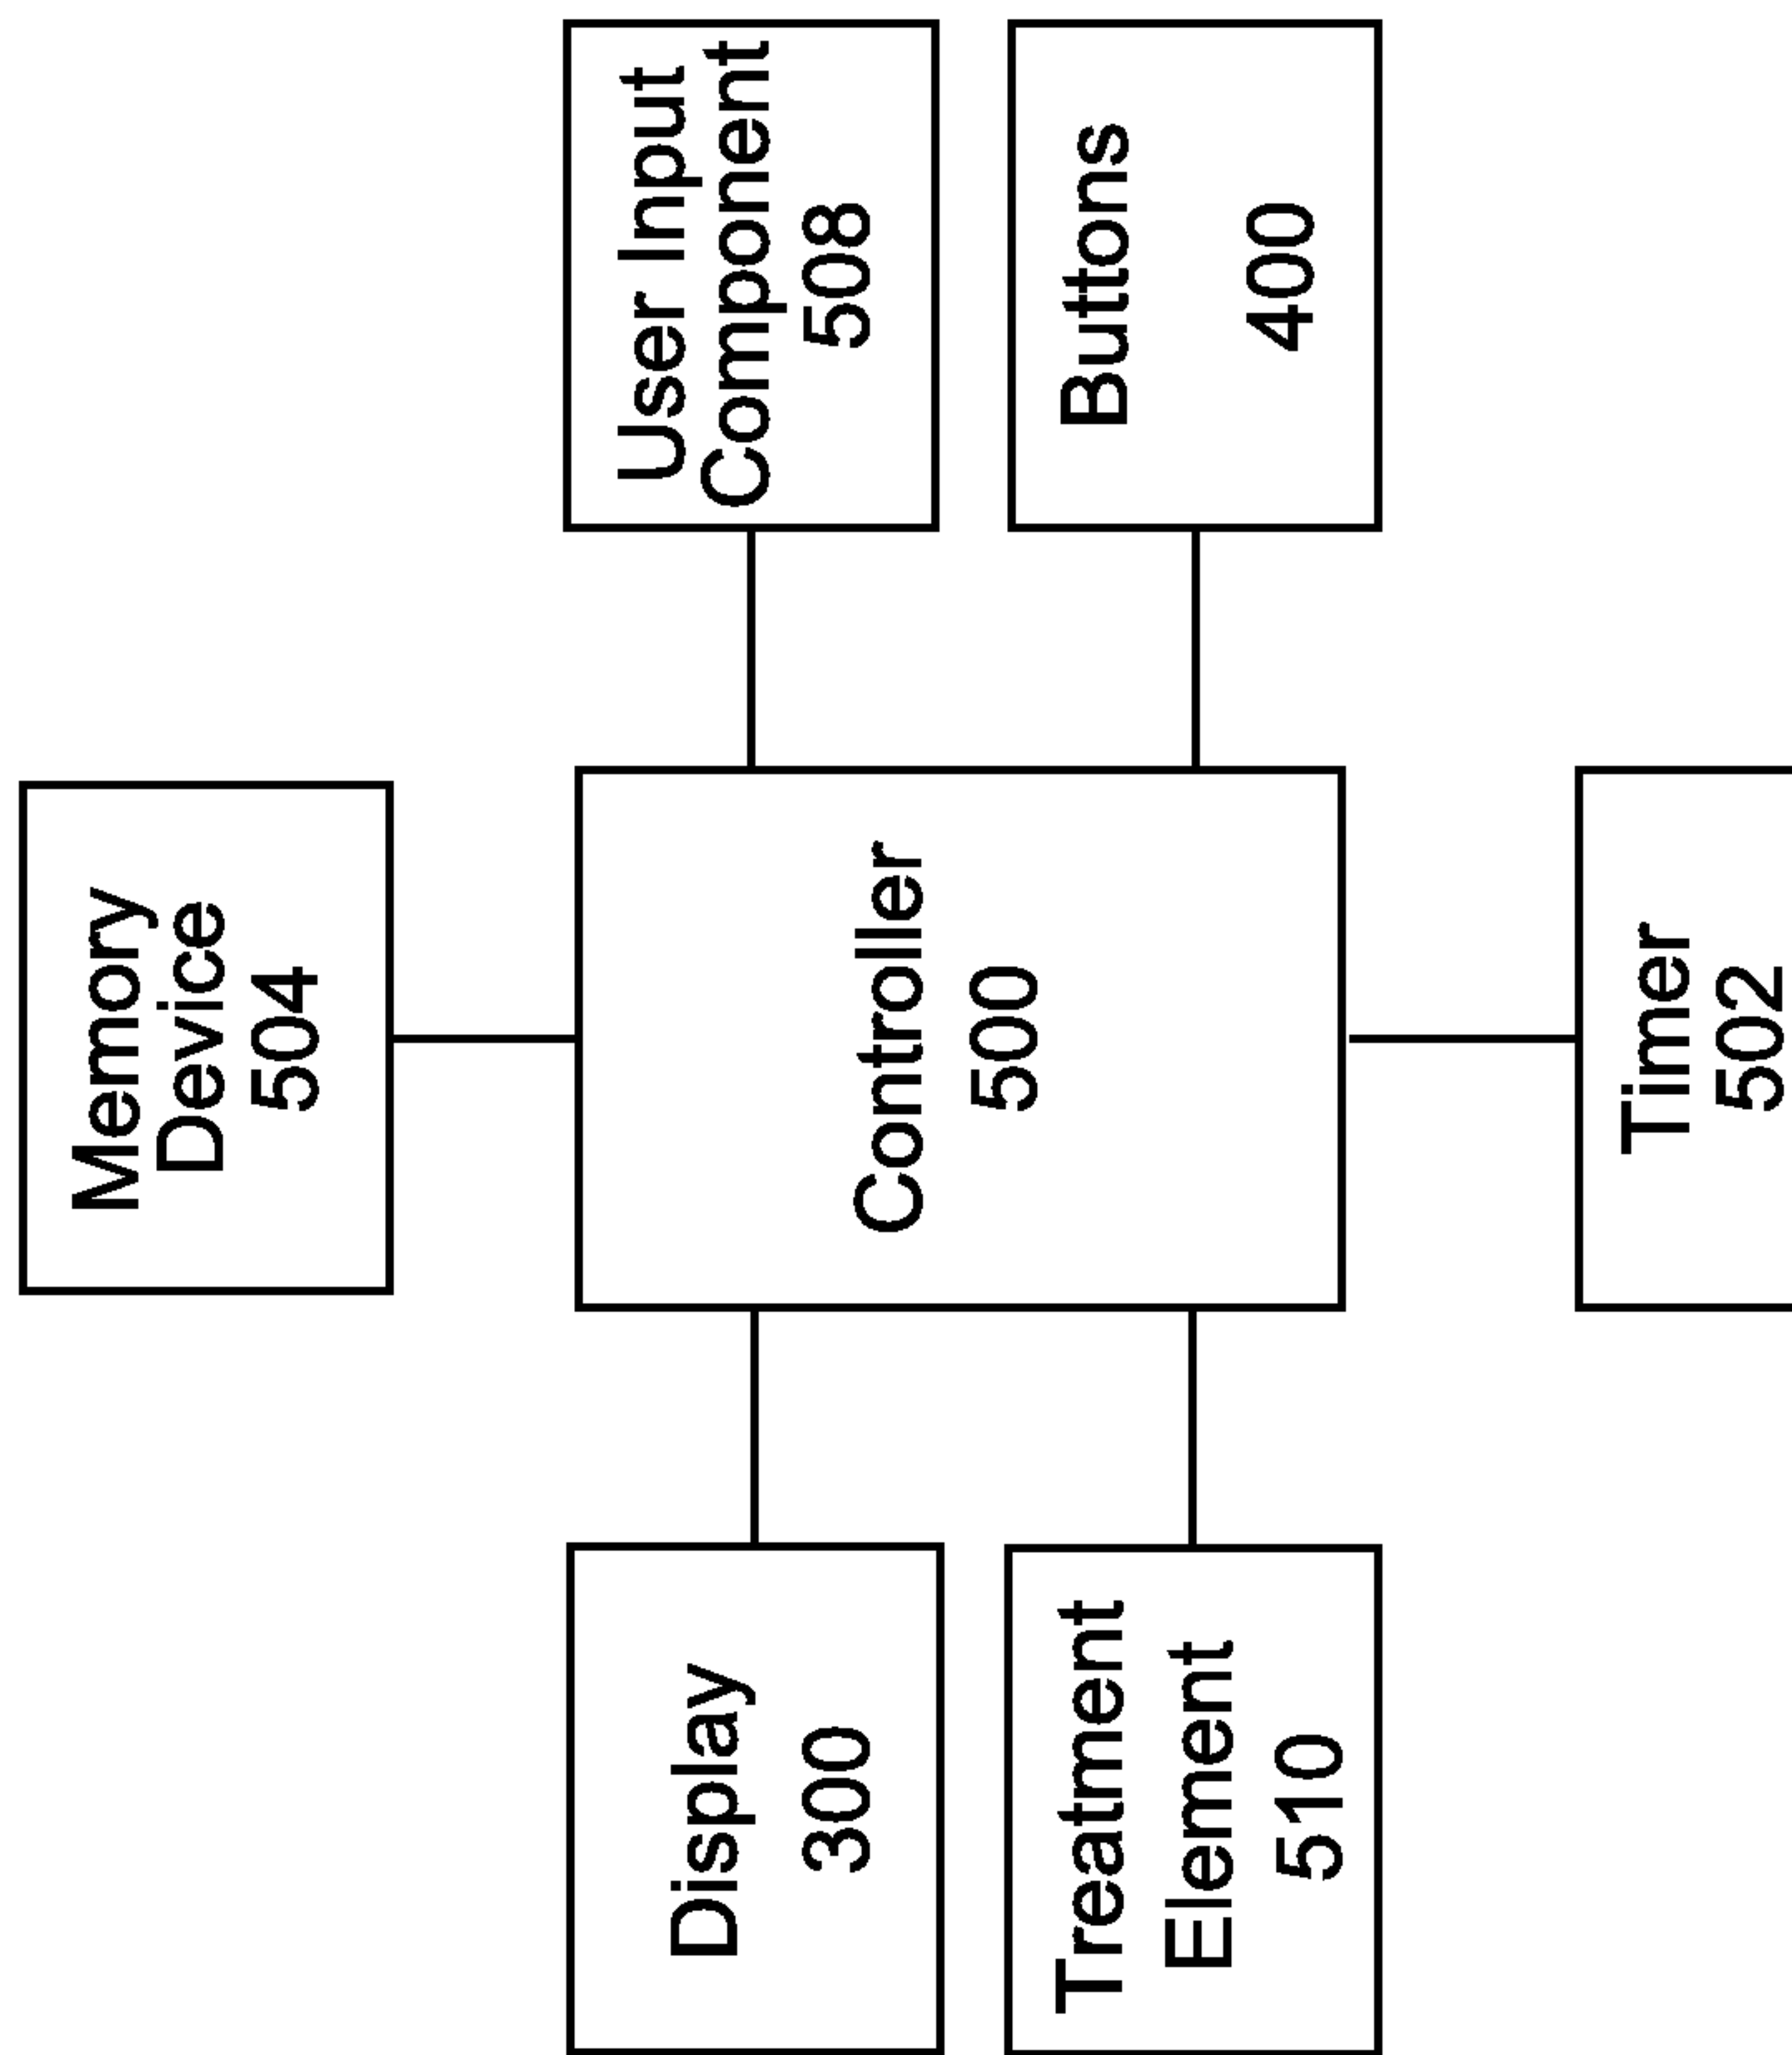 Memory
Device
504
Display
300
Controller
500
User Input
Component
508
Treatment
Element
510
Buttons
400
Timer
502